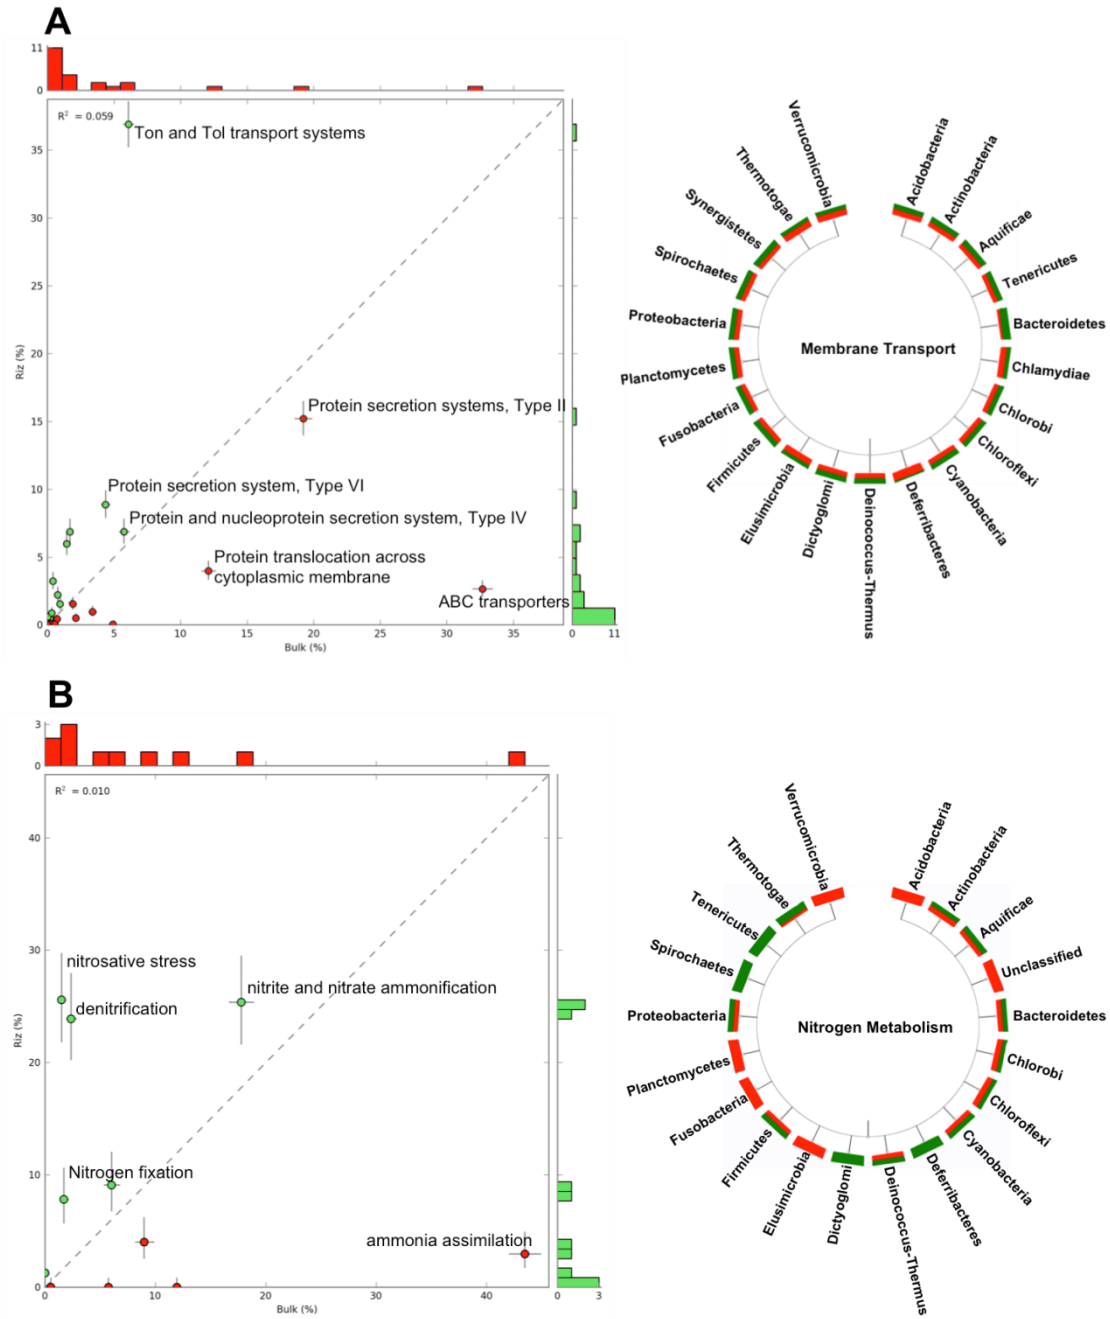 A
11
0
R² = 0.059
Ton and Tol transport systems
35
30
25
20
15
10
5
0
Riz (%)
Protein secretion systems, Type II
Protein secretion system, Type VI
Protein and nucleoprotein secretion system, Type IV
Protein translocation across
cytoplasmic membrane
ABC transporters
0
5
10
15
20
25
30
35
0
11
Bulk (%)
Verrucomicrobia
Thermotogae
Synergistetes
Spirochaetes
Proteobacteria
Planctomycetes
Fusobacteria
Firmicutes
Elusimicrobia
Dictyoglomi
Deinococcus-Thermus
Deferribacteres
Cyanobacteria
Chloroflexi
Chlorobi
Chlamydiae
Bacteroidetes
Tenericutes
Aquificae
Actinobacteria
Acidobacteria
Membrane Transport
B
3
0
R² = 0.010
40
30
20
10
0
Riz (%)
nitrosative stress
denitrification
nitrite and nitrate ammonification
Nitrogen fixation
ammonia assimilation
0
10
20
30
40
0
3
Bulk (%)
Verrucomicrobia
Thermotogae
Tenericutes
Spirochaetes
Proteobacteria
Planctomycetes
Fusobacteria
Firmicutes
Elusimicrobia
Dictyoglomi
Deinococcus-Thermus
Deferribacteres
Cyanobacteria
Chloroflexi
Chlorobi
Bacteroidetes
Unclassified
Aquificae
Actinobacteria
Acidobacteria
Nitrogen Metabolism